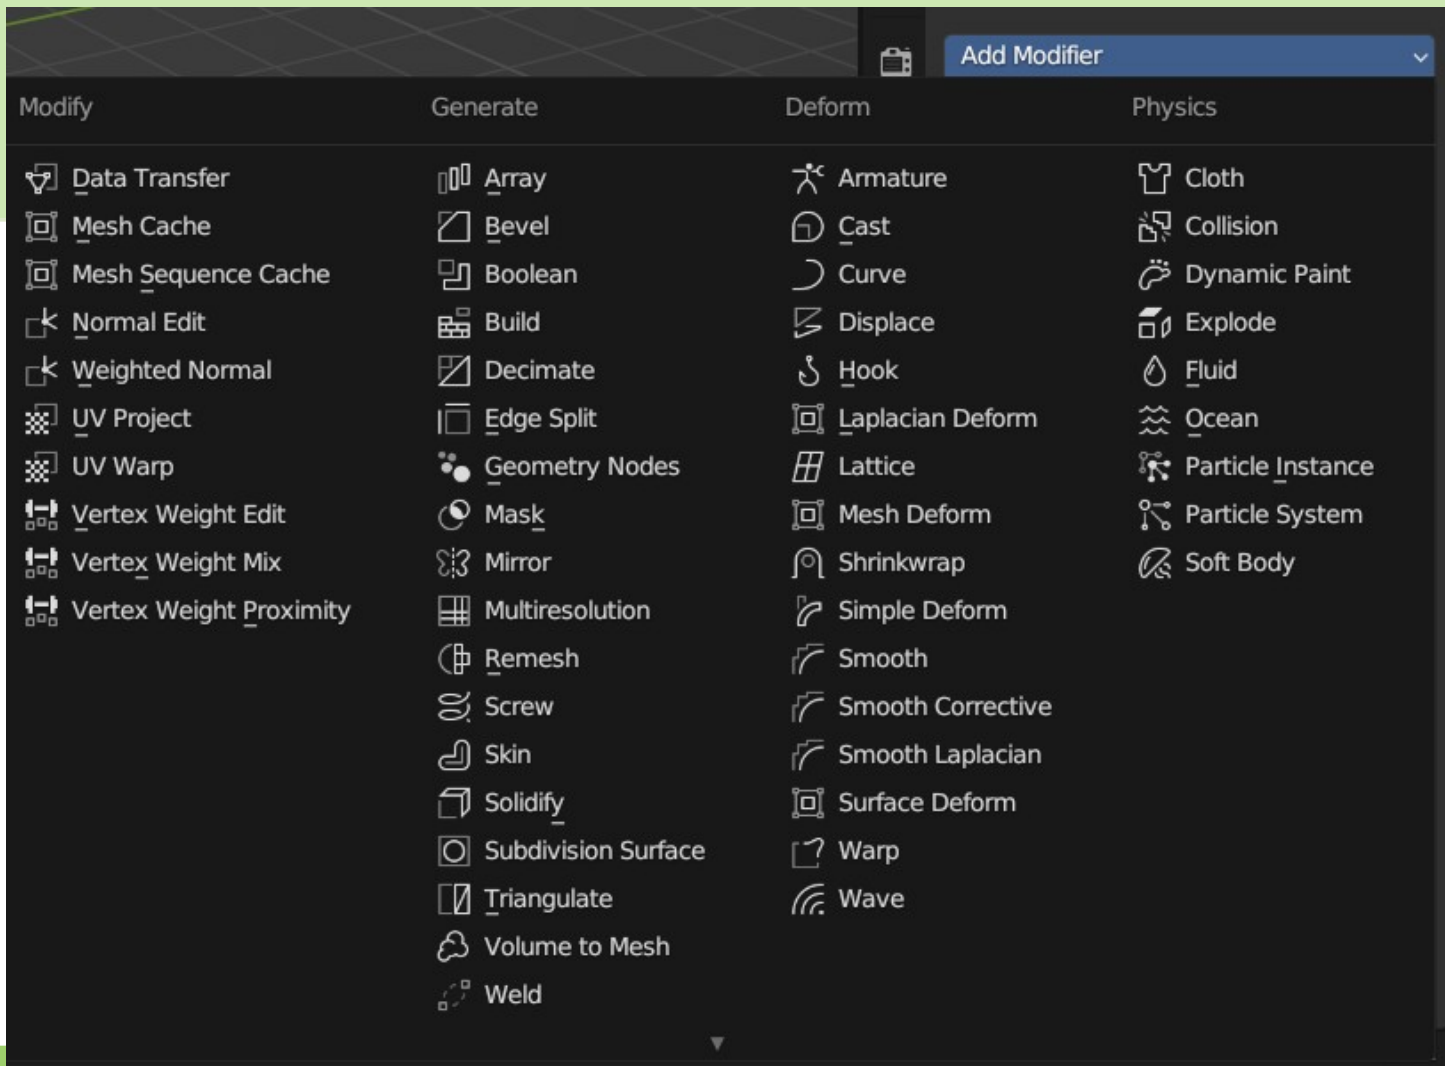 Add Modifier
Modify
Data Transfer
Mesh Cache
Mesh Sequence Cache
Normal Edit
Weighted Normal
UV Project
UV Warp
Vertex Weight Edit
Vertex Weight Mix
Vertex Weight Proximity
Generate
Array
Bevel
Boolean
Build
Decimate
Edge Split
Geometry Nodes
Mask
Mirror
Multiresolution
Remesh
Screw
Skin
Solidify
Subdivision Surface
Triangulate
Volume to Mesh
Weld
Deform
Armature
Cast
Curve
Displace
Hook
Laplacian Deform
Lattice
Mesh Deform
Shrinkwrap
Simple Deform
Smooth
Smooth Corrective
Smooth Laplacian
Surface Deform
Warp
Wave
Physics
Cloth
Collision
Dynamic Paint
Explode
Fluid
Ocean
Particle Instance
Particle System
Soft Body